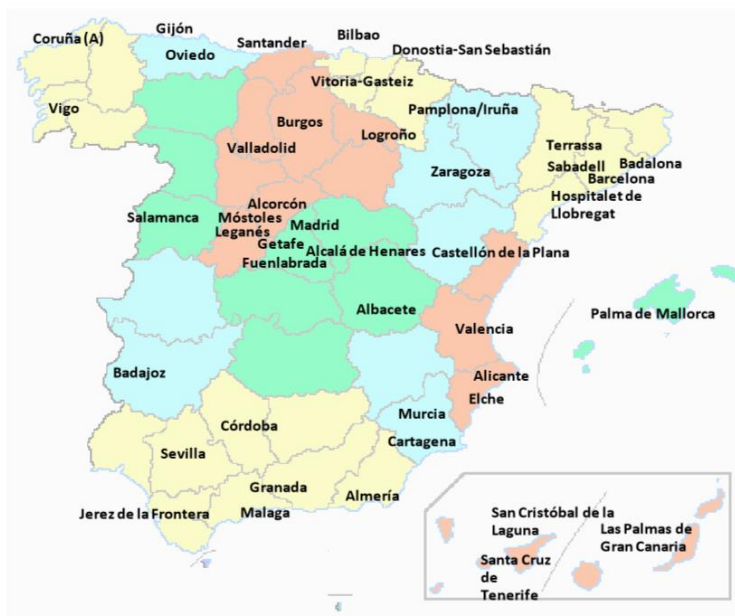 Gijón
Bilbao
Coruña (A)
Santander
Donostia-San Sebastián
Oviedo
Vitoria-Gasteiz
Vigo
Pamplona/Iruña
Burgos
Logroño
Terrassa
Valladolid
Sabadell
Badalona
Zaragoza
Barcelona
Hospitalet de
Llobregat
Alcorcón
Salamanca
Móstoles
Madrid
Leganés
Getafe
Alcalá de Henares
Castellón de la Plana
Fuenlabrada
Albacete
Palma de Mallorca
Valencia
Badajoz
Alicante
Elche
Murcia
Córdoba
Cartagena
Sevilla
Granada
Almería
Jerez de la Frontera
Malaga
San Cristóbal de la
Laguna
Las Palmas de
Gran Canaria
Santa Cruz
de
Tenerife